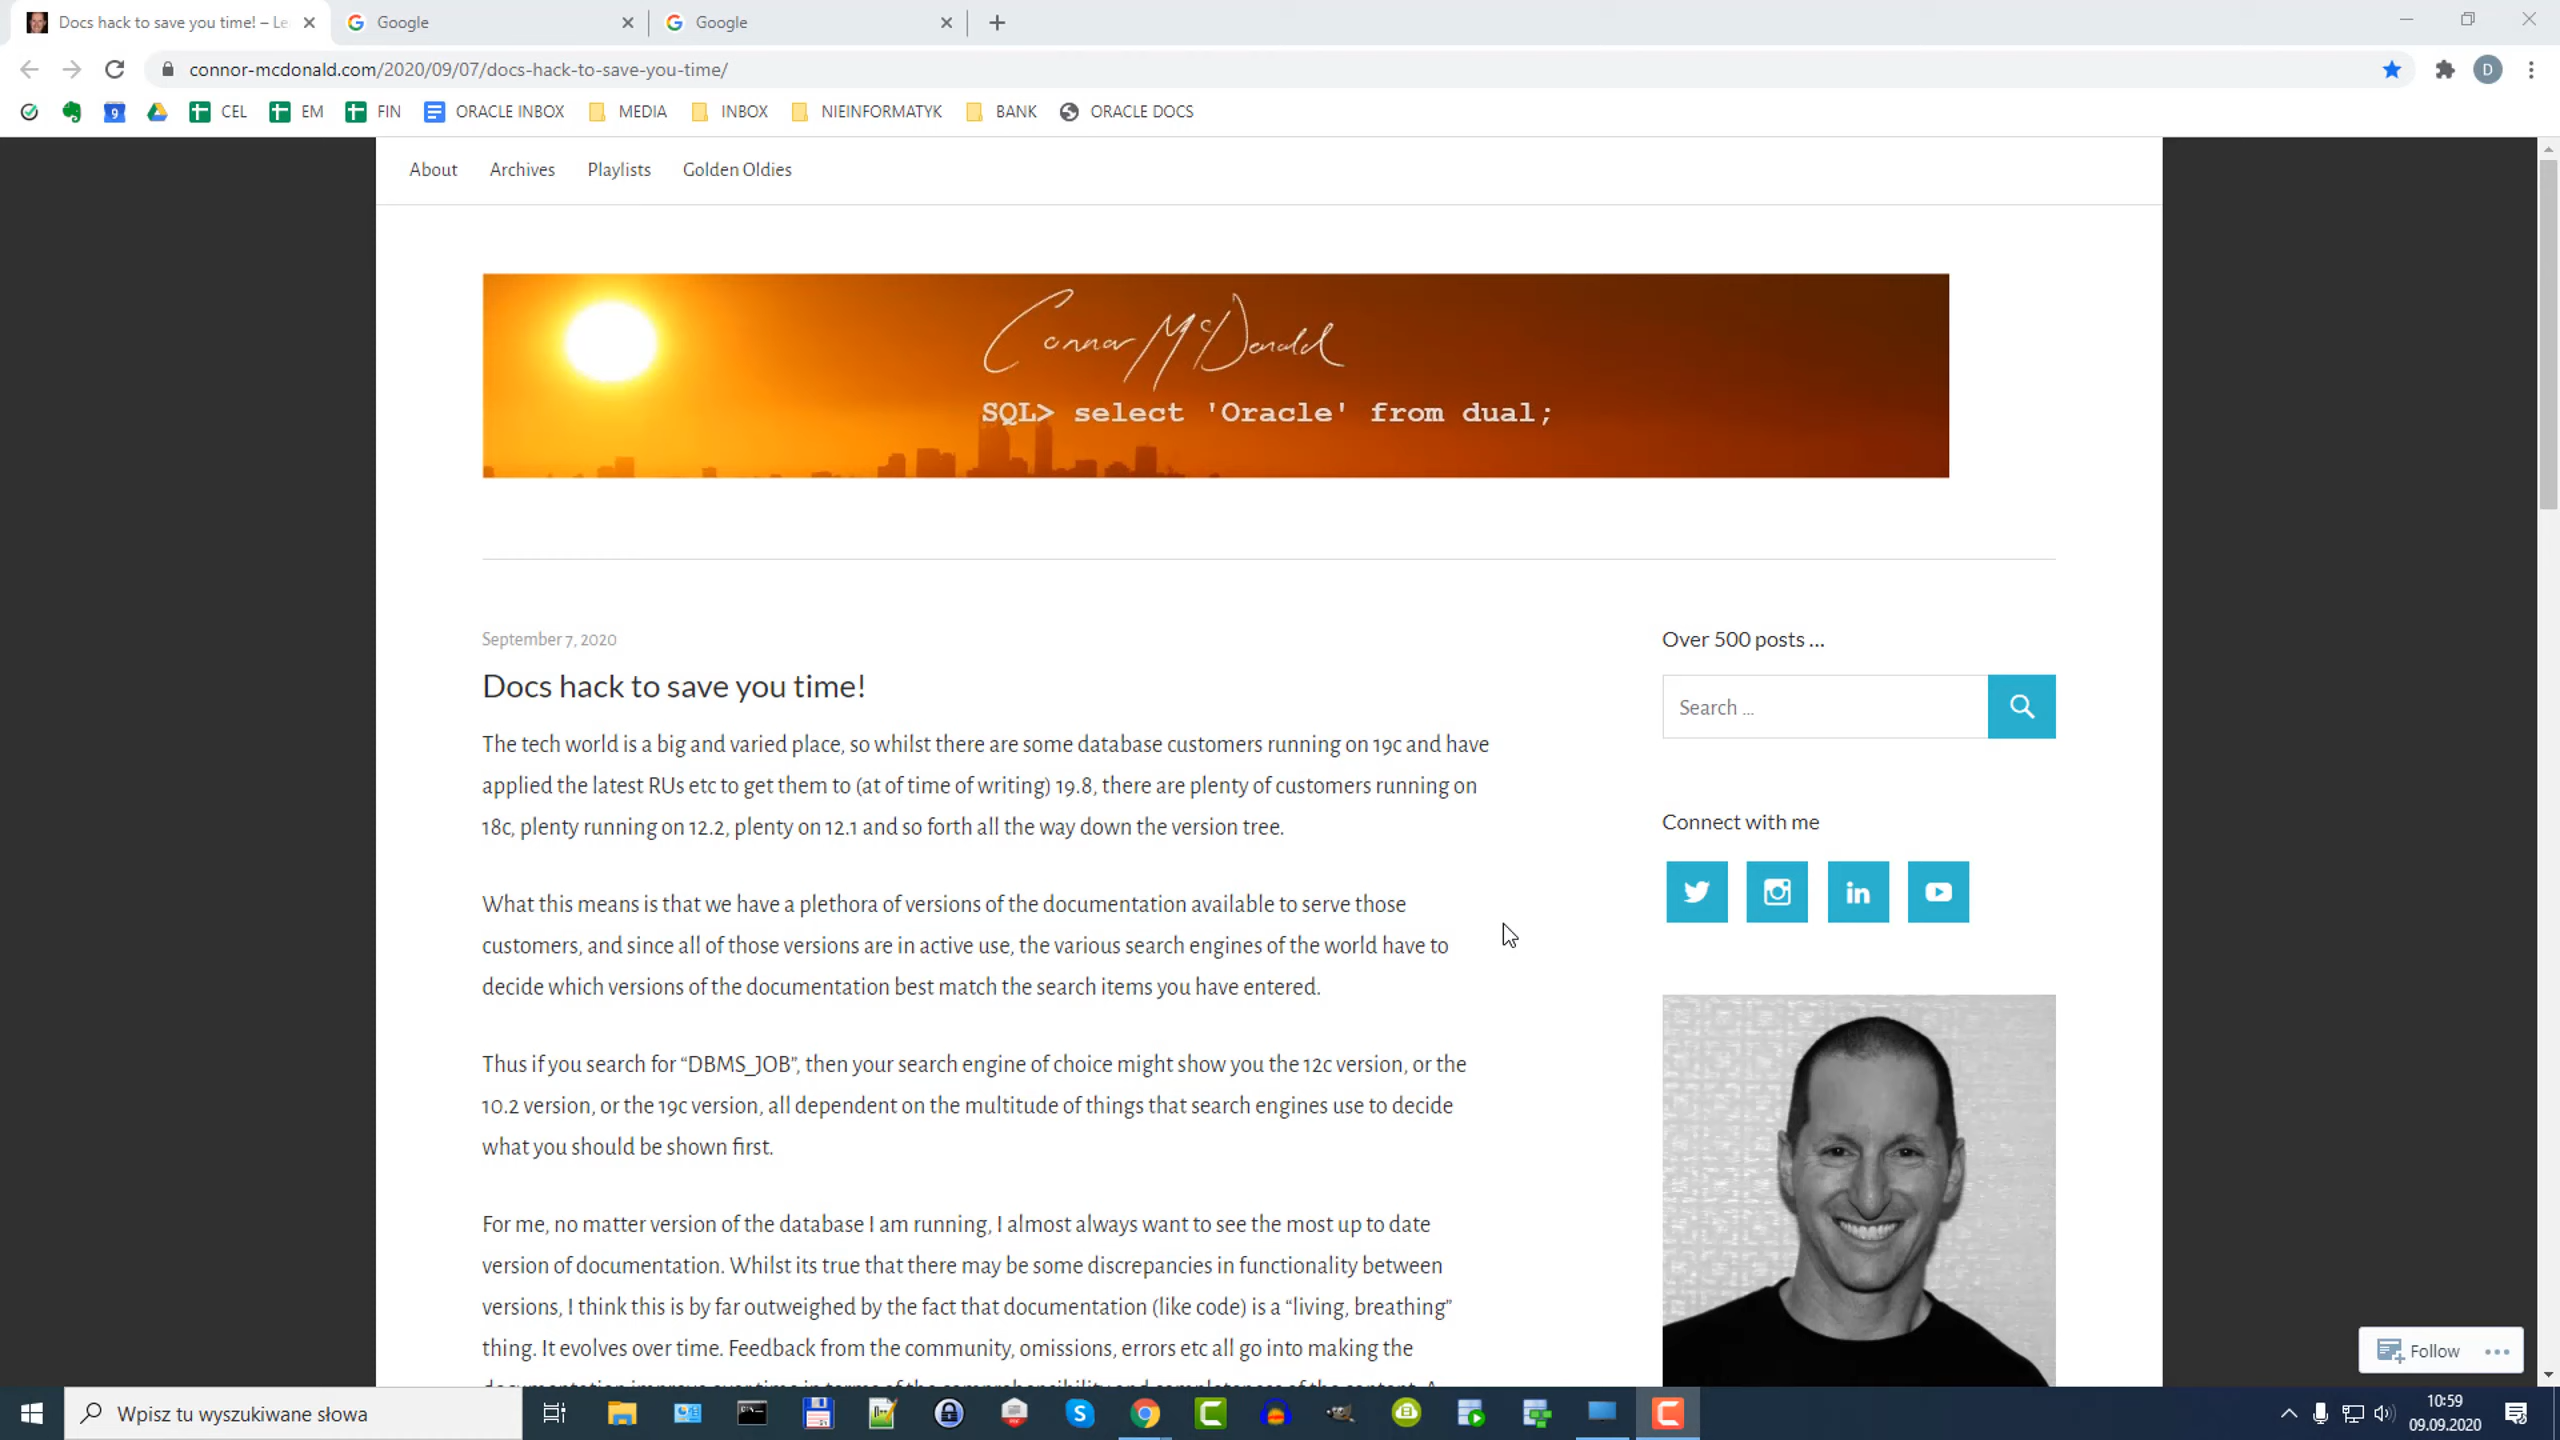 Docs hack to save you time! – Le
Google
Google
connor-mcdonald.com/2020/09/07/docs-hack-to-save-you-time/
D
9
CEL
EM
FIN
ORACLE INBOX
MEDIA
INBOX
NIEINFORMATYK
BANK
ORACLE DOCS
About
Archives
Playlists
Golden Oldies
Connor McDonald
SQL> select 'Oracle' from dual;
September 7, 2020
Docs hack to save you time!
The tech world is a big and varied place, so whilst there are some database customers running on 19c and have
applied the latest RUs etc to get them to (at of time of writing) 19.8, there are plenty of customers running on
18c, plenty running on 12.2, plenty on 12.1 and so forth all the way down the version tree.
What this means is that we have a plethora of versions of the documentation available to serve those
customers, and since all of those versions are in active use, the various search engines of the world have to
decide which versions of the documentation best match the search items you have entered.
Thus if you search for “DBMS_JOB”, then your search engine of choice might show you the 12c version, or the
10.2 version, or the 19c version, all dependent on the multitude of things that search engines use to decide
what you should be shown first.
For me, no matter version of the database I am running, I almost always want to see the most up to date
version of documentation. Whilst its true that there may be some discrepancies in functionality between
versions, I think this is by far outweighed by the fact that documentation (like code) is a “living, breathing”
thing. It evolves over time. Feedback from the community, omissions, errors etc all go into making the
Over 500 posts ...
Search ...
Connect with me
Follow
Wpisz tu wyszukiwane słowa
10:59
09.09.2020